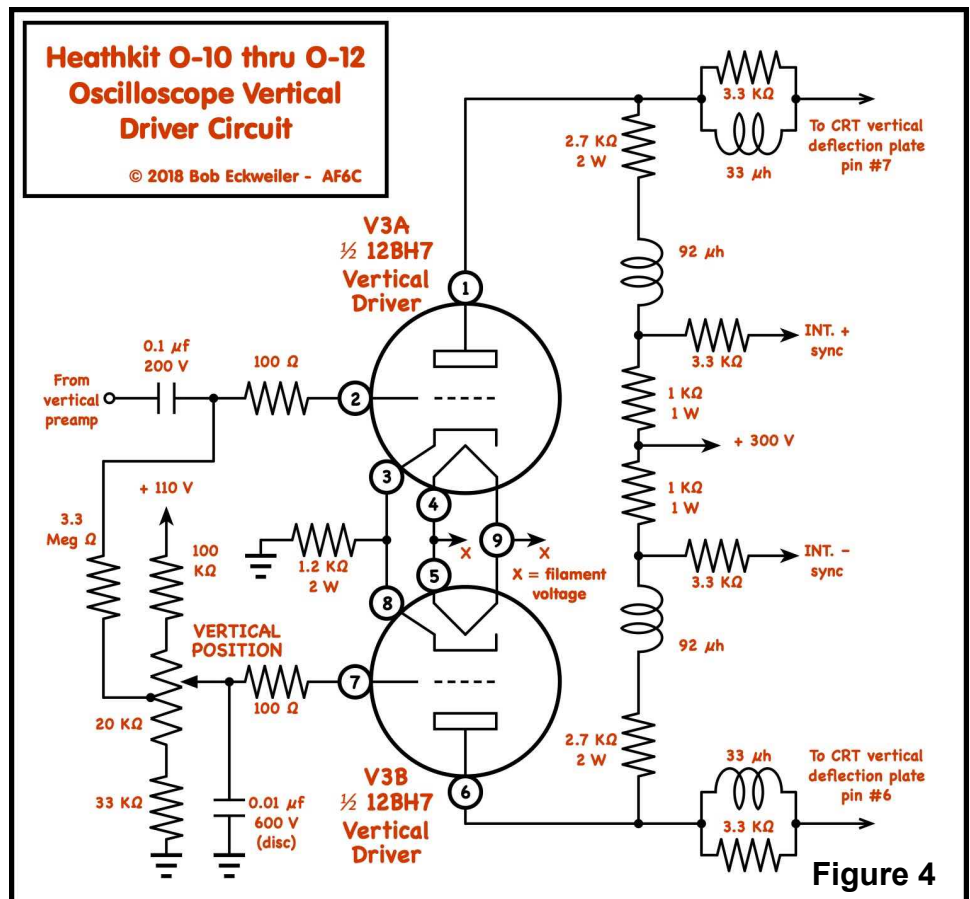 Heathkit O-10 thru O-12
Oscilloscope Vertical
Driver Circuit
© 2018 Bob Eckweiler - AF6C
3.3 KΩ
33 μh
To CRT vertical
deflection plate
pin #7
2.7 KΩ
2 W
92 μh
V3A
½ 12BH7
Vertical
Driver
1
INT. +
sync
3.3 KΩ
0.1 μf
200 V
100 Ω
From
vertical
preamp
2
1 KΩ
1 W
+ 300 V
3
4
+ 110 V
1 KΩ
1 W
3.3
Meg Ω
100
KΩ
1.2 KΩ
2 W
X
9
X
X = filament
voltage
5
8
INT. –
sync
3.3 KΩ
VERTICAL
POSITION
92 μh
7
100 Ω
20 KΩ
2.7 KΩ
2 W
33 KΩ
0.01 μf
600 V
(disc)
V3B
½ 12BH7
Vertical
Driver
6
33 μh
3.3 KΩ
To CRT vertical
deflection plate
pin #6
Figure 4